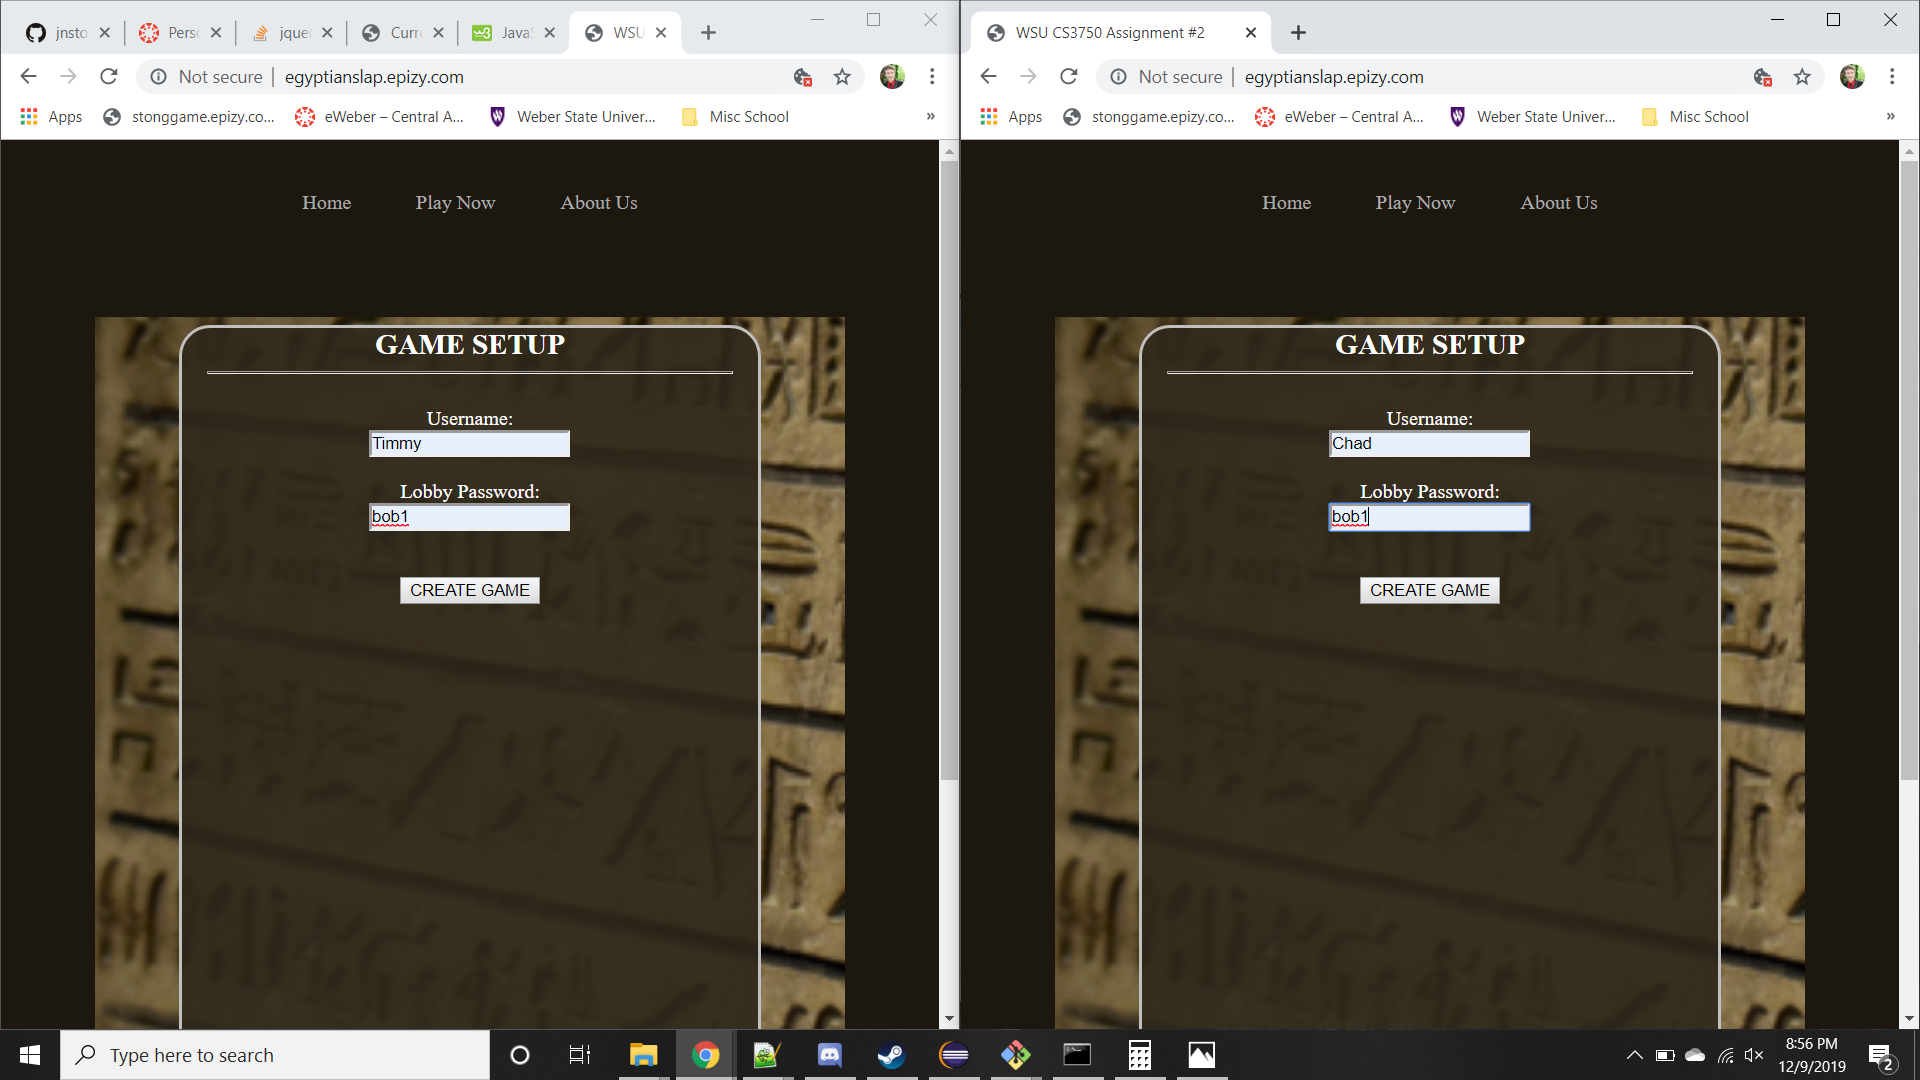 jnsto
Pers
jque
Curr
JavaS
WSU
Not secure | egyptianslap.epizy.com
Apps
stonggame.epizy.co...
eWeber – Central A...
Weber State Univer...
Misc School
»
Home
Play Now
About Us
GAME SETUP
Username:
Timmy
Lobby Password:
bob1
CREATE GAME
WSU CS3750 Assignment #2
Not secure | egyptianslap.epizy.com
Apps
stonggame.epizy.co...
eWeber – Central A...
Weber State Univer...
Misc School
»
Home
Play Now
About Us
GAME SETUP
Username:
Chad
Lobby Password:
bob1
CREATE GAME
Type here to search
8:56 PM
12/9/2019
2